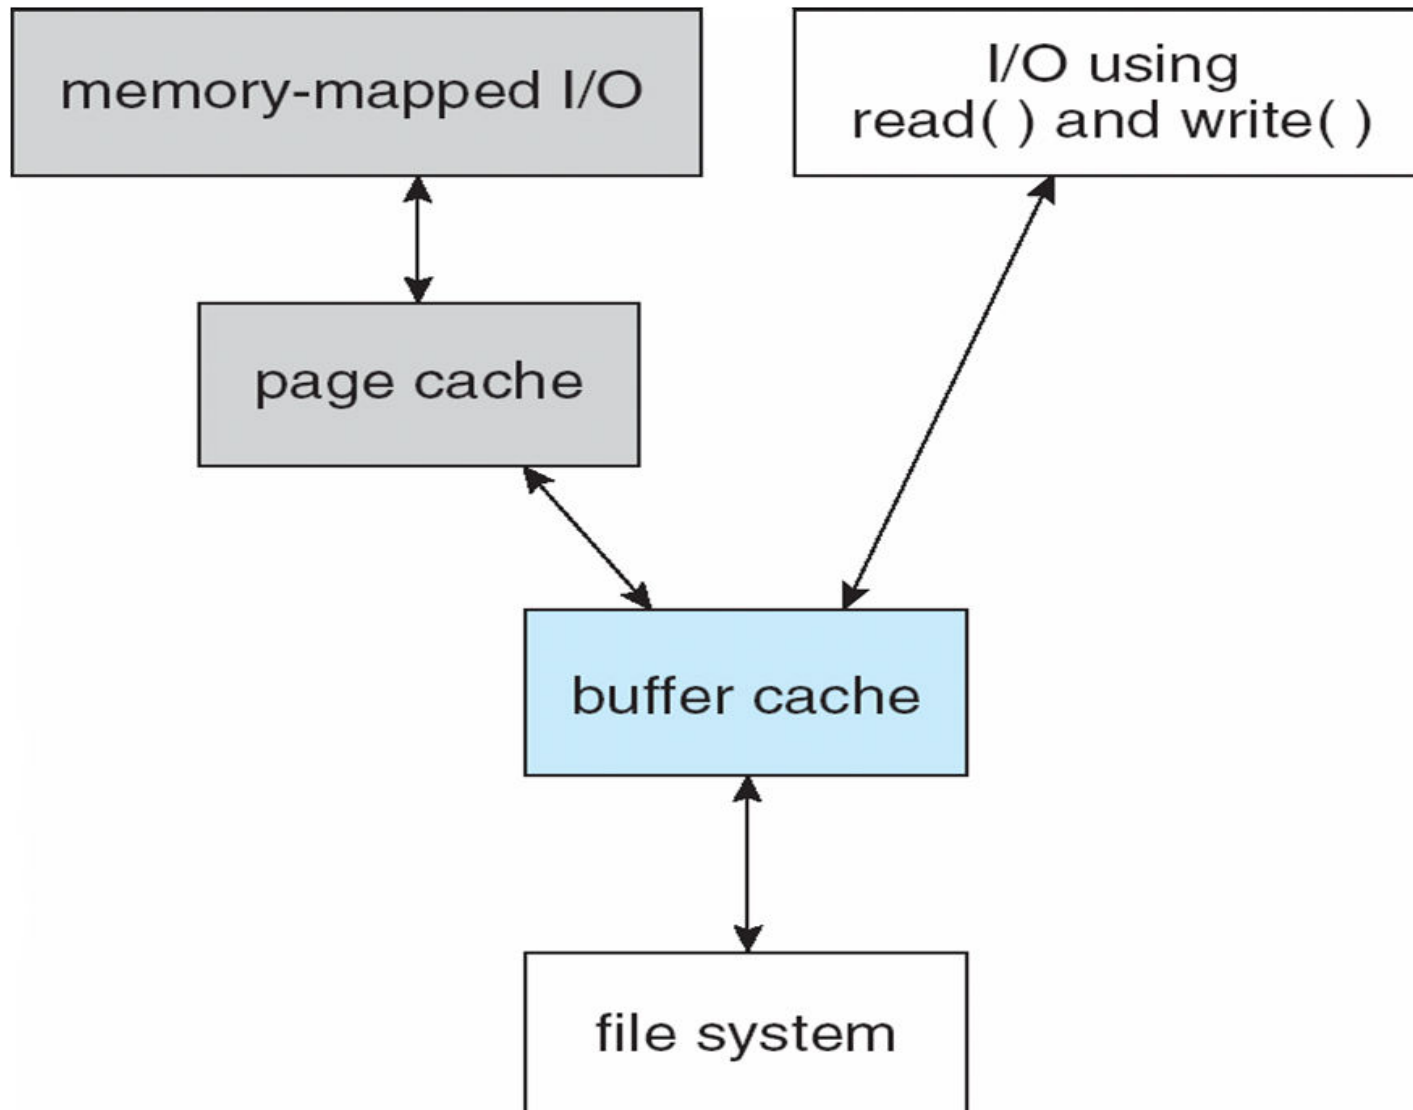 memory-mapped I/O
I/O using
read( ) and write( )
page cache
buffer cache
file system